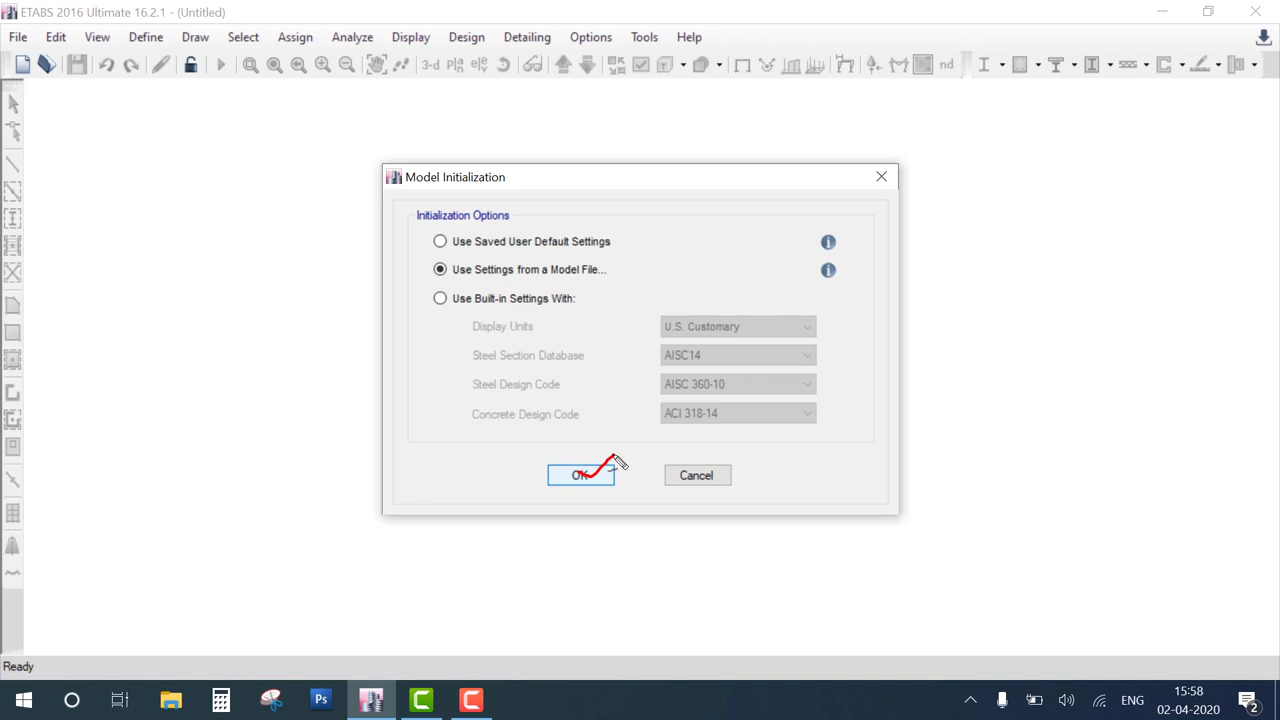 ETABS 2016 Ultimate 16.2.1 - (Untitled)
File Edit View Define Draw Select Assign Analyze Display Design Detailing Options Tools Help
3-d nd
Model Initialization
Initialization Options
Use Saved User Default Settings
Use Settings from a Model File...
Use Built-in Settings With:
Display Units U.S. Customary
Steel Section Database AISC14
Steel Design Code AISC 360-10
Concrete Design Code ACI 318-14
OK Cancel
Ready
Ps
ENG
15:58
02-04-2020
2